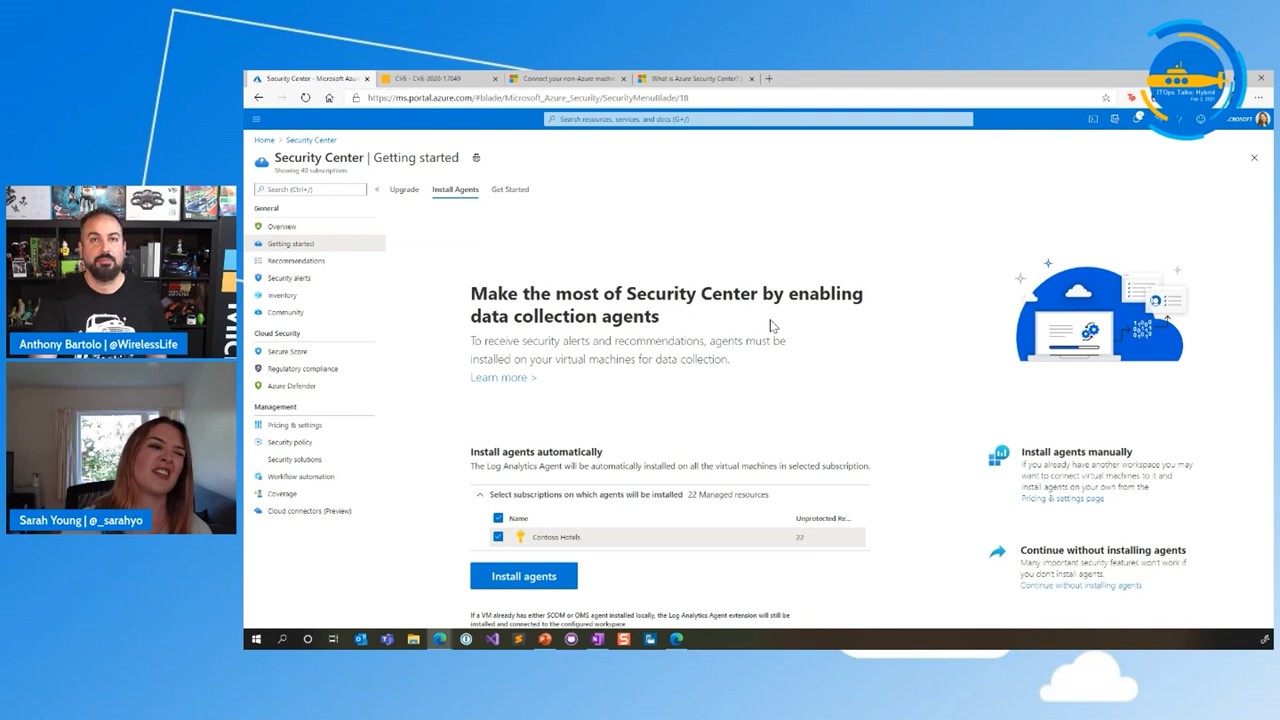 Security Center - Microsoft Azur
CVE - CVE-2020-17049
Connect your non-Azure machin
What is Azure Security Center? |
https://ms.portal.azure.com/#blade/Microsoft_Azure_Security/SecurityMenuBlade/18
ITOps Talks: Hybrid
Feb 2, 2021
Search resources, services, and docs (G+/)
CROSOFT
Home > Security Center
Security Center | Getting started
Showing 40 subscriptions
Search (Ctrl+/)
Upgrade
Install Agents
Get Started
General
Overview
Getting started
Recommendations
Security alerts
Inventory
Community
Cloud Security
Secure Score
Regulatory compliance
Azure Defender
Management
Pricing & settings
Security policy
Security solutions
Workflow automation
Coverage
Cloud connectors (Preview)
Make the most of Security Center by enabling
data collection agents
To receive security alerts and recommendations, agents must be
installed on your virtual machines for data collection.
Learn more >
Install agents automatically
The Log Analytics Agent will be automatically installed on all the virtual machines in selected subscription.
Select subscriptions on which agents will be installed 22 Managed resources
Name
Unprotected Re...
Contoso Hotels
22
Install agents
If a VM already has either SCOM or OMS agent installed locally, the Log Analytics Agent extension will still be
installed and connected to the configured workspace
Install agents manually
If you already have another workspace you may
want to connect virtual machines to it and
install agents on your own from the
Pricing & settings page
Continue without installing agents
Many important security features won't work if
you don't install agents.
Continue without installing agents
Anthony Bartolo | @WirelessLife
Sarah Young | @_sarahyo